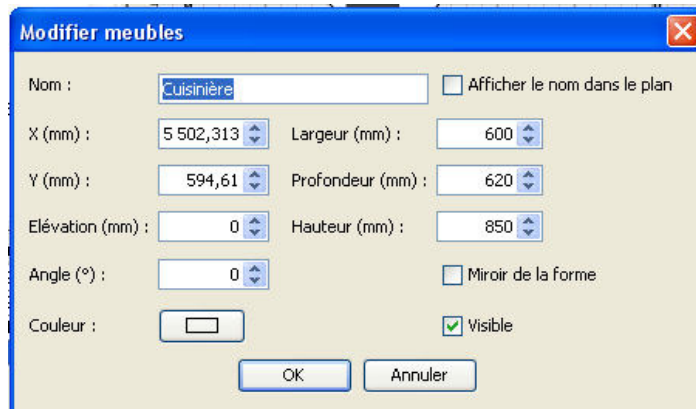 Modifier meubles
Nom : Cuisinière Afficher le nom dans le plan
X (mm) : 5 502,313 Largeur (mm) : 600
Y (mm) : 594,61 Profondeur (mm) : 620
Elévation (mm) : 0 Hauteur (mm) : 850
Angle (°) : 0 Miroir de la forme
Couleur : Visible
OK Annuler